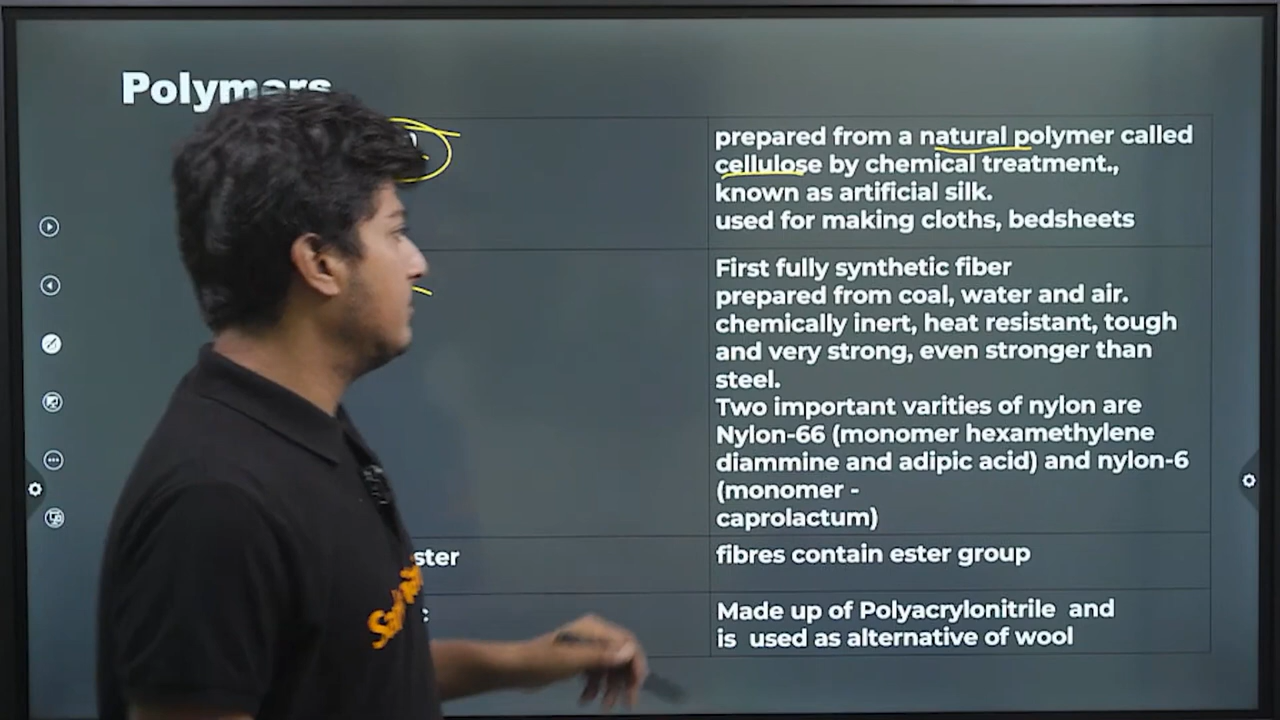 Polymers
prepared from a natural polymer called
cellulose by chemical treatment.,
known as artificial silk.
used for making cloths, bedsheets
First fully synthetic fiber
prepared from coal, water and air.
chemically inert, heat resistant, tough
and very strong, even stronger than
steel.
Two important varities of nylon are
Nylon-66 (monomer hexamethylene
diammine and adipic acid) and nylon-6
(monomer -
caprolactum)
ster
fibres contain ester group
Made up of Polyacrylonitrile and
is used as alternative of wool